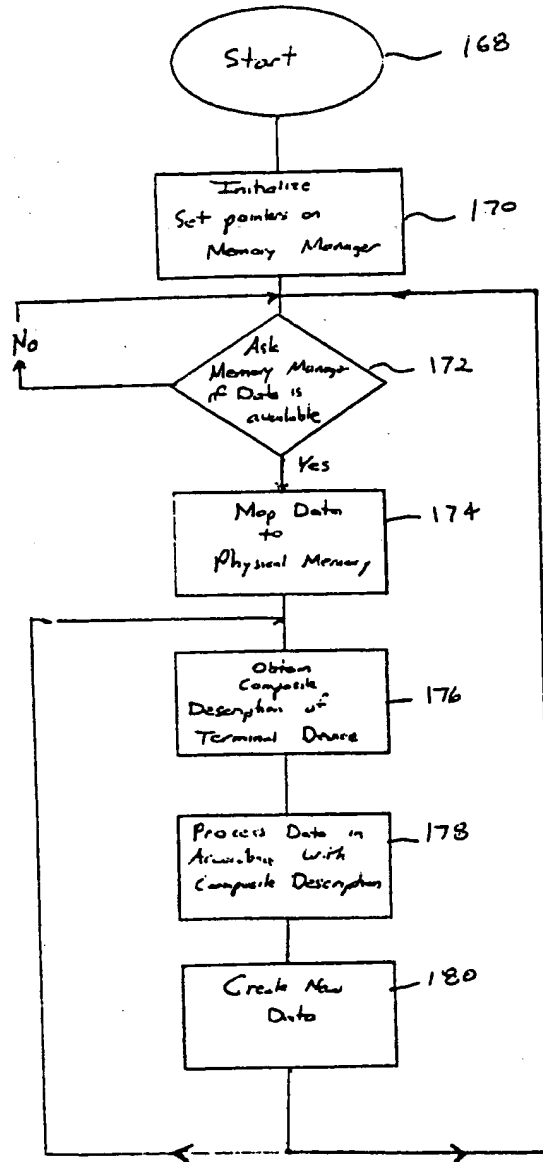 Start
168
Initialize
Set pointers on
Memory Manager
170
No
Ask
Memory Manager
if Data is
available
172
Yes
Map Data
to
Physical Memory
174
Obtain
Composite
Description of
Terminal Device
176
Process Data in
with
Composite Description
178
Create New
Data
180